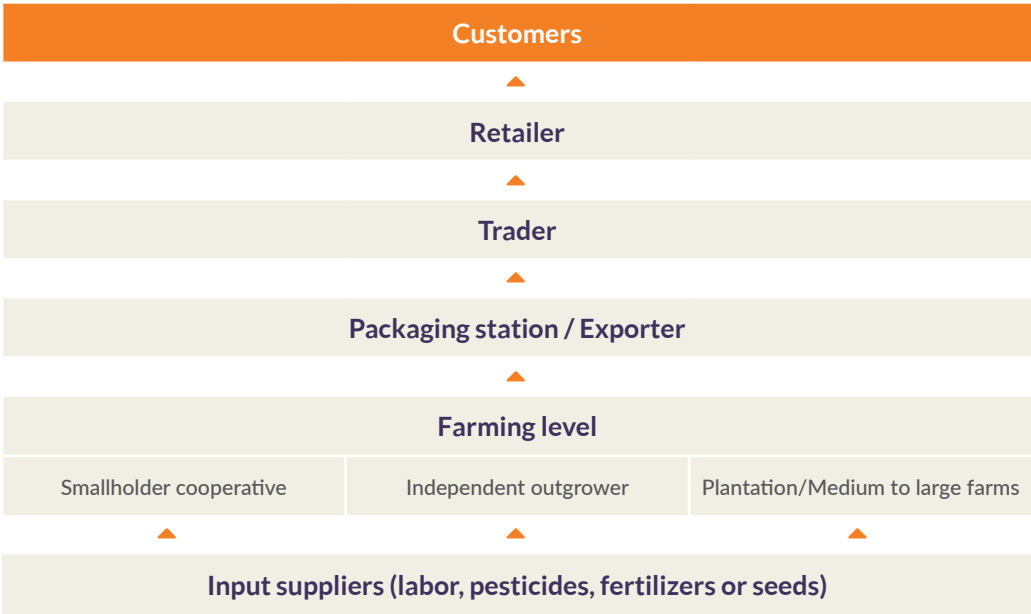 Customers
Retailer
Trader
Packaging station / Exporter
Farming level
Smallholder cooperative
Independent outgrower
Plantation/Medium to large farms
Input suppliers (labor, pesticides, fertilizers or seeds)